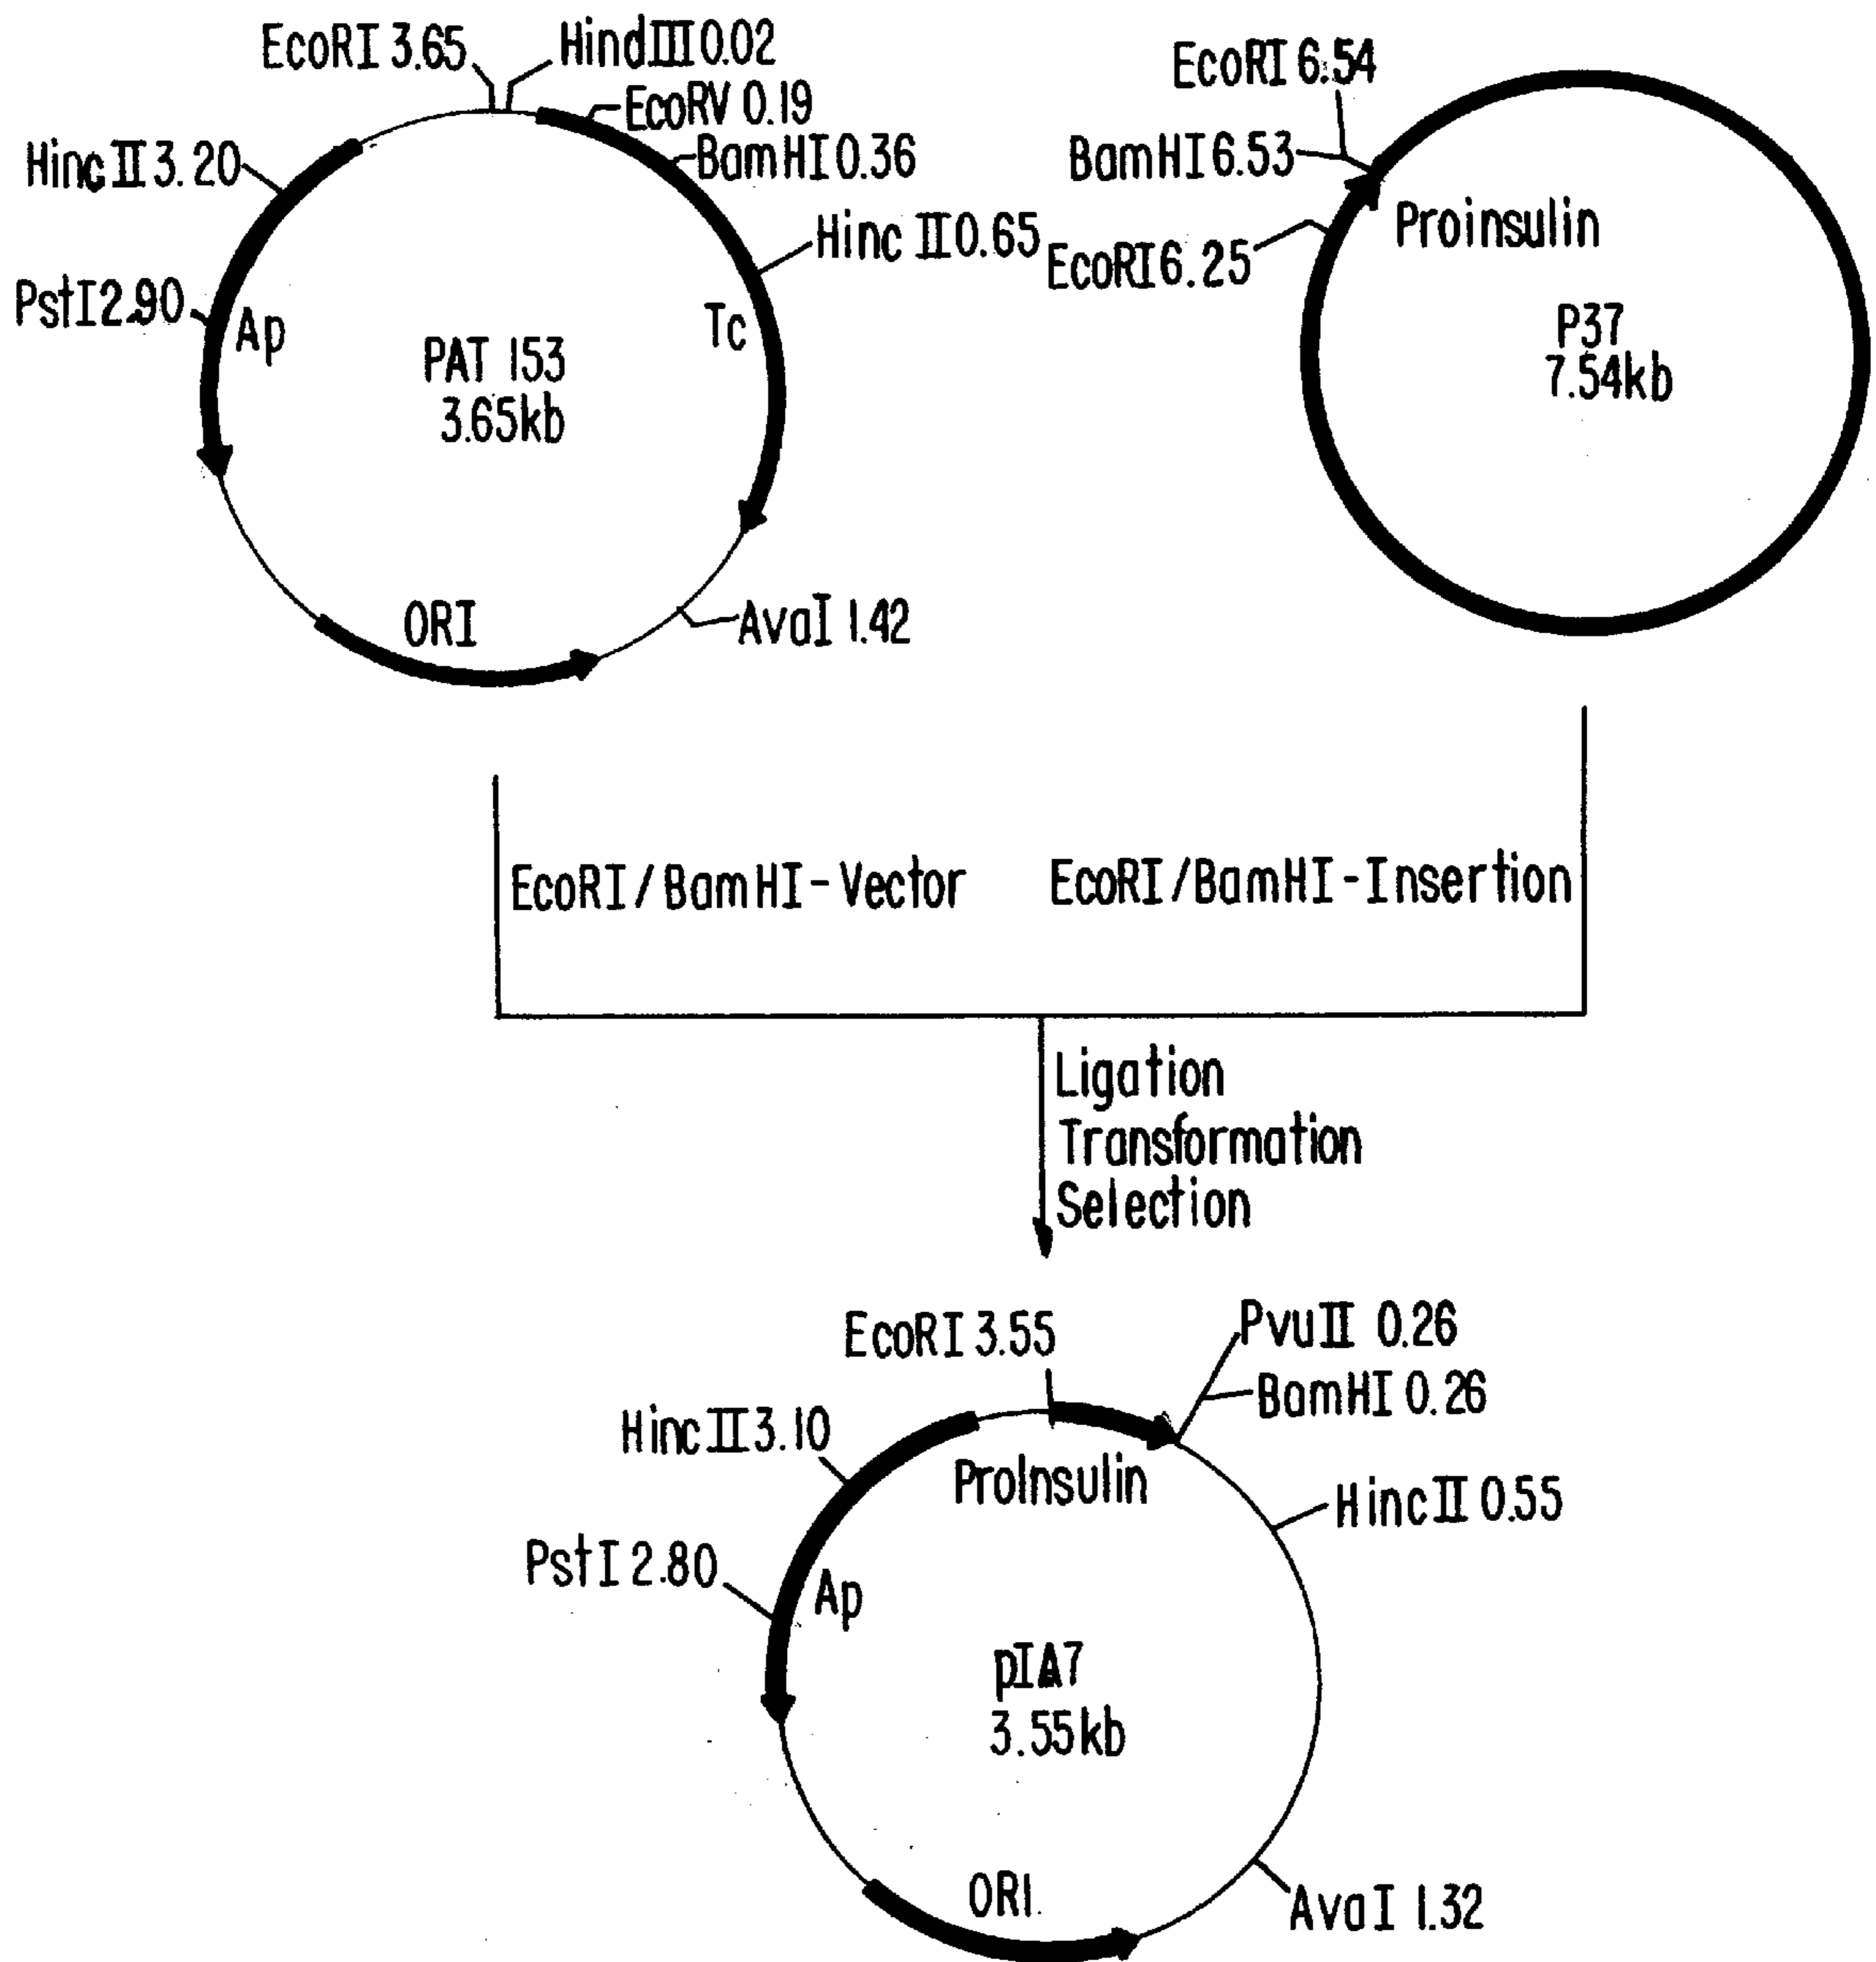 EcoRI 3.65
HindIII 0.02
EcoRV 0.19
BamHI 0.36
HincII 3.20
Hinc II 0.65
PstI 2.90
Ap
Tc
PAT 153
3.65kb
ORI
AvaI 1.42
EcoRI 6.54
BamHI 6.53
EcoRI 6.25
Proinsulin
P37
7.54kb
EcoRI/BamHI-Vector
EcoRI/BamHI-Insertion
Ligation
Transformation
Selection
EcoRI 3.55
PvuII 0.26
BamHI 0.26
HincII 3.10
ProInsulin
HincII 0.55
PstI 2.80
Ap
pIA7
3.55kb
ORI
AvaI 1.32